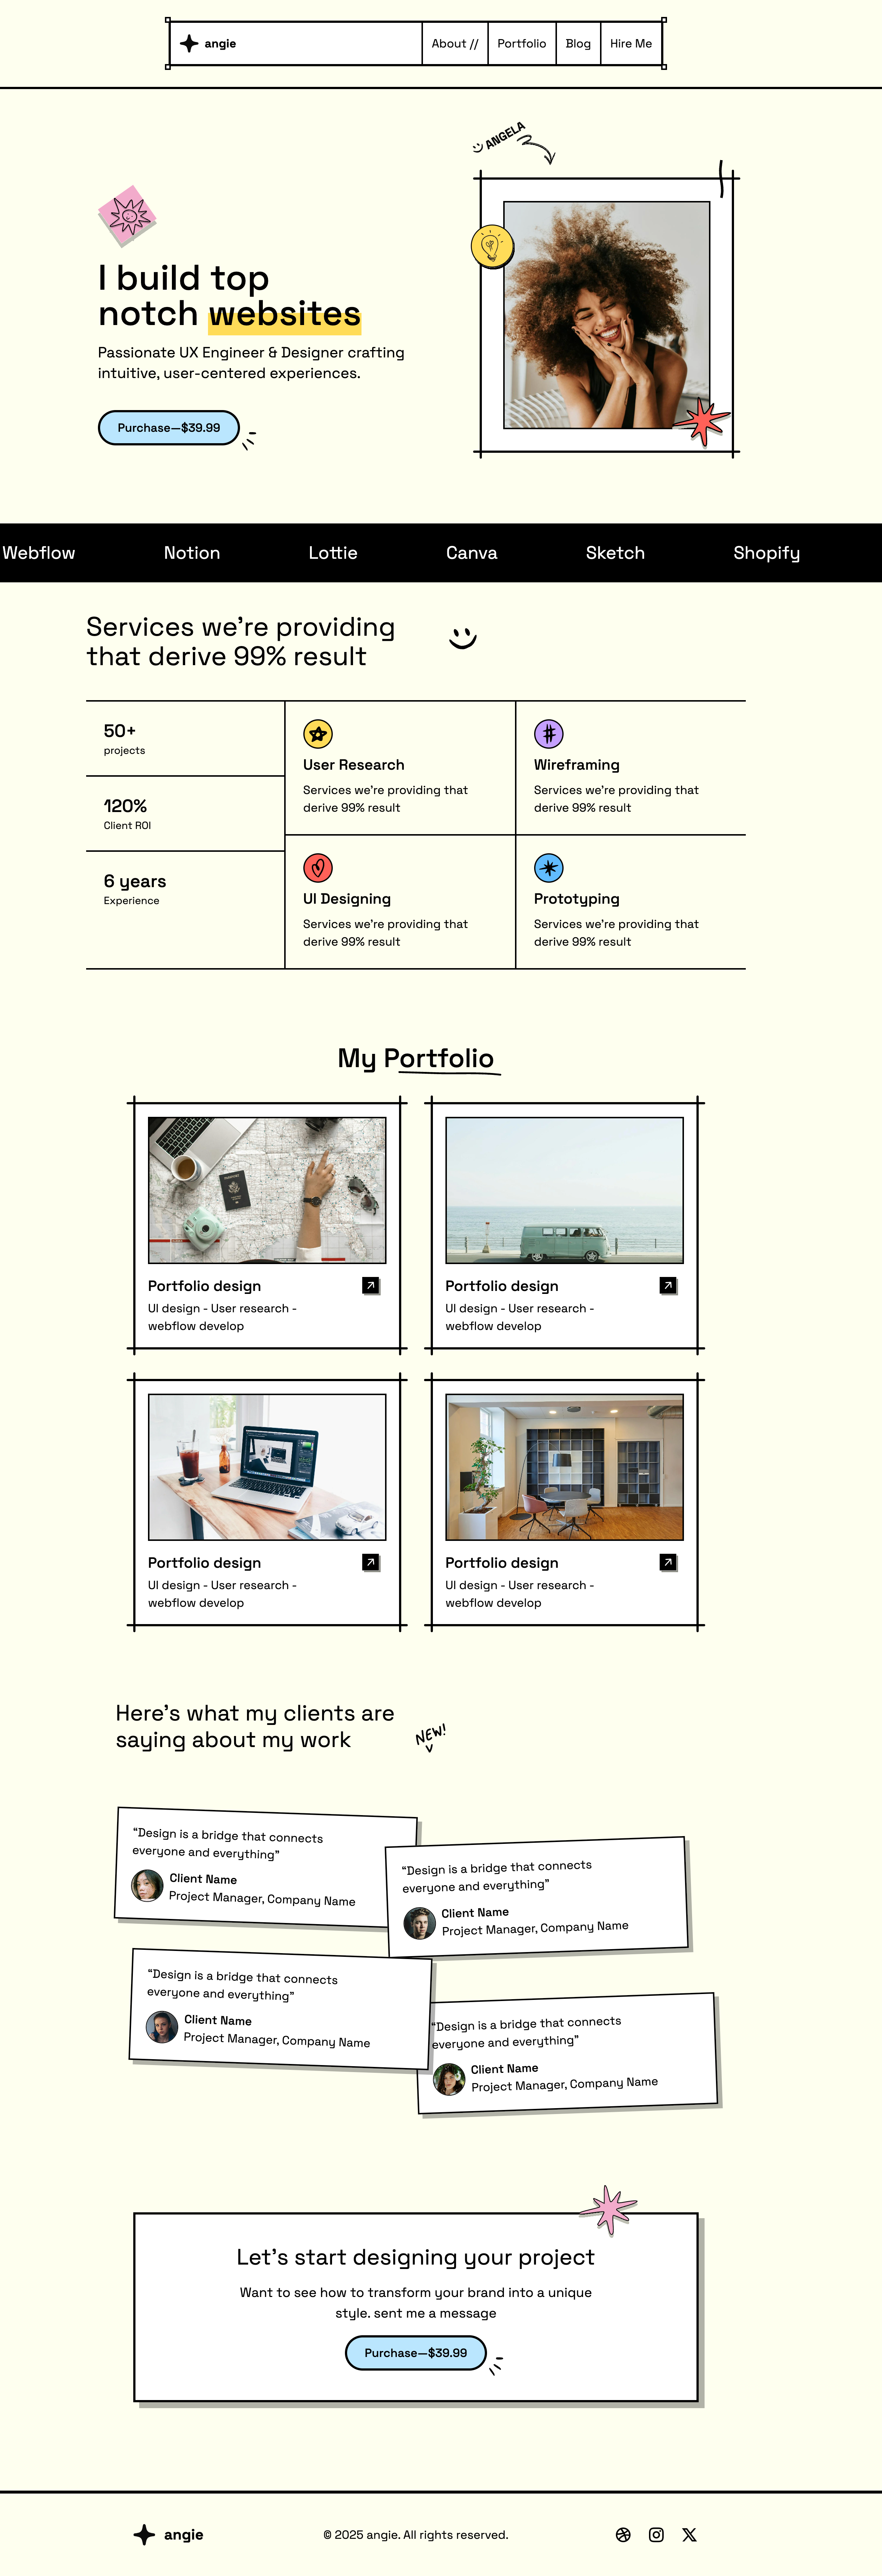 angie
About //
Portfolio
Blog
Hire Me
ANGELA
I build top
notch websites
Passionate UX Engineer & Designer crafting
intuitive, user-centered experiences.
Purchase—$39.99
Webflow
Notion
Lottie
Canva
Sketch
Shopify
Services we’re providing
that derive 99% result
50+
projects
120%
Client ROI
6 years
Experience
User Research
Services we’re providing that
derive 99% result
Wireframing
Services we’re providing that
derive 99% result
UI Designing
Services we’re providing that
derive 99% result
Prototyping
Services we’re providing that
derive 99% result
My Portfolio
Portfolio design
UI design - User research -
webflow develop
Portfolio design
UI design - User research -
webflow develop
Portfolio design
UI design - User research -
webflow develop
Portfolio design
UI design - User research -
webflow develop
Here’s what my clients are
saying about my work
NEW!
“Design is a bridge that connects
everyone and everything”
Client Name
Project Manager, Company Name
“Design is a bridge that connects
everyone and everything”
Client Name
Project Manager, Company Name
“Design is a bridge that connects
everyone and everything”
Client Name
Project Manager, Company Name
“Design is a bridge that connects
everyone and everything”
Client Name
Project Manager, Company Name
Let’s start designing your project
Want to see how to transform your brand into a unique
style. sent me a message
Purchase—$39.99
angie
© 2025 angie. All rights reserved.